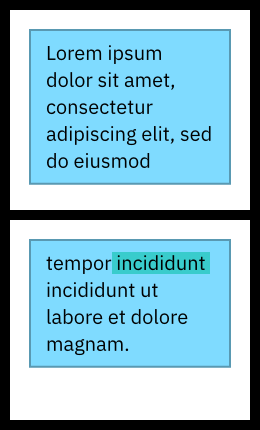 Lorem ipsum
dolor sit amet,
consectetur
adipiscing elit, sed
do eiusmod
tempor incididunt
incididunt ut
labore et dolore
magnam.